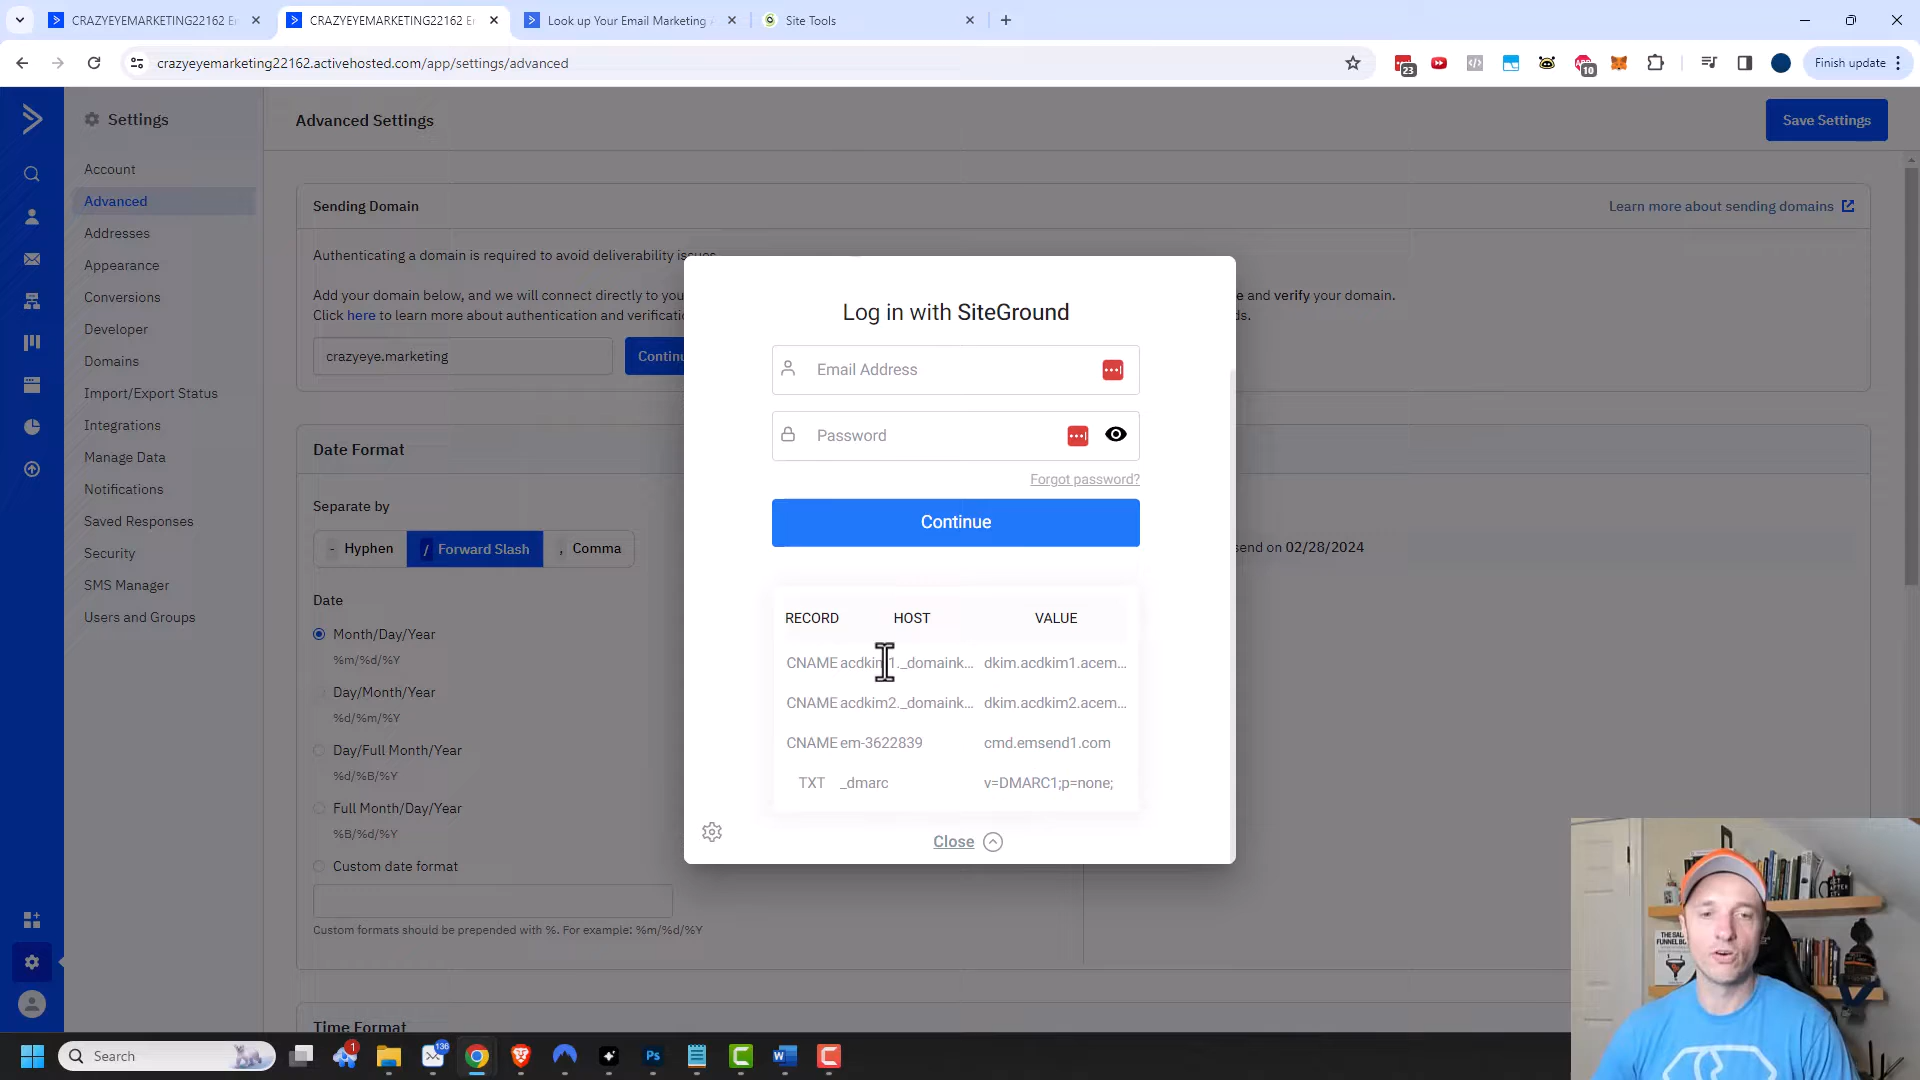 CRAZYEYEMARKETING22162 E
CRAZYEYEMARKETING22162 E
Look up Your Email Marketing
Site Tools
crazyeyemarketing22162.activehosted.com/app/settings/advanced
23
10
Finish update
Settings
Account
Advanced
Addresses
Appearance
Conversions
Developer
Domains
Import/Export Status
Integrations
Manage Data
Notifications
Saved Responses
Security
SMS Manager
Users and Groups
Advanced Settings
Save Settings
Sending Domain
Learn more about sending domains
Authenticating a domain is required to avoid deliverability issues.
Add your domain below, and we will connect directly to you
e and verify your domain.
Click here to learn more about authentication and verificati
ds.
crazyeye.marketing
Continu
Date Format
Separate by
- Hyphen
/ Forward Slash
, Comma
send on 02/28/2024
Date
Month/Day/Year
%m/%d/%Y
Day/Month/Year
%d/%m/%Y
Day/Full Month/Year
%d/%B/%Y
Full Month/Day/Year
%B/%d/%Y
Custom date format
Custom formats should be prepended with %. For example: %m/%d/%Y
Time Format
Log in with SiteGround
Email Address
Password
Forgot password?
Continue
RECORD HOST VALUE
CNAME acdkim1._domaink... dkim.acdkim1.acem...
CNAME acdkim2._domaink... dkim.acdkim2.acem...
CNAME em-3622839 cmd.emsend1.com
TXT _dmarc v=DMARC1;p=none;
Close
Search
1
136
Ps
W